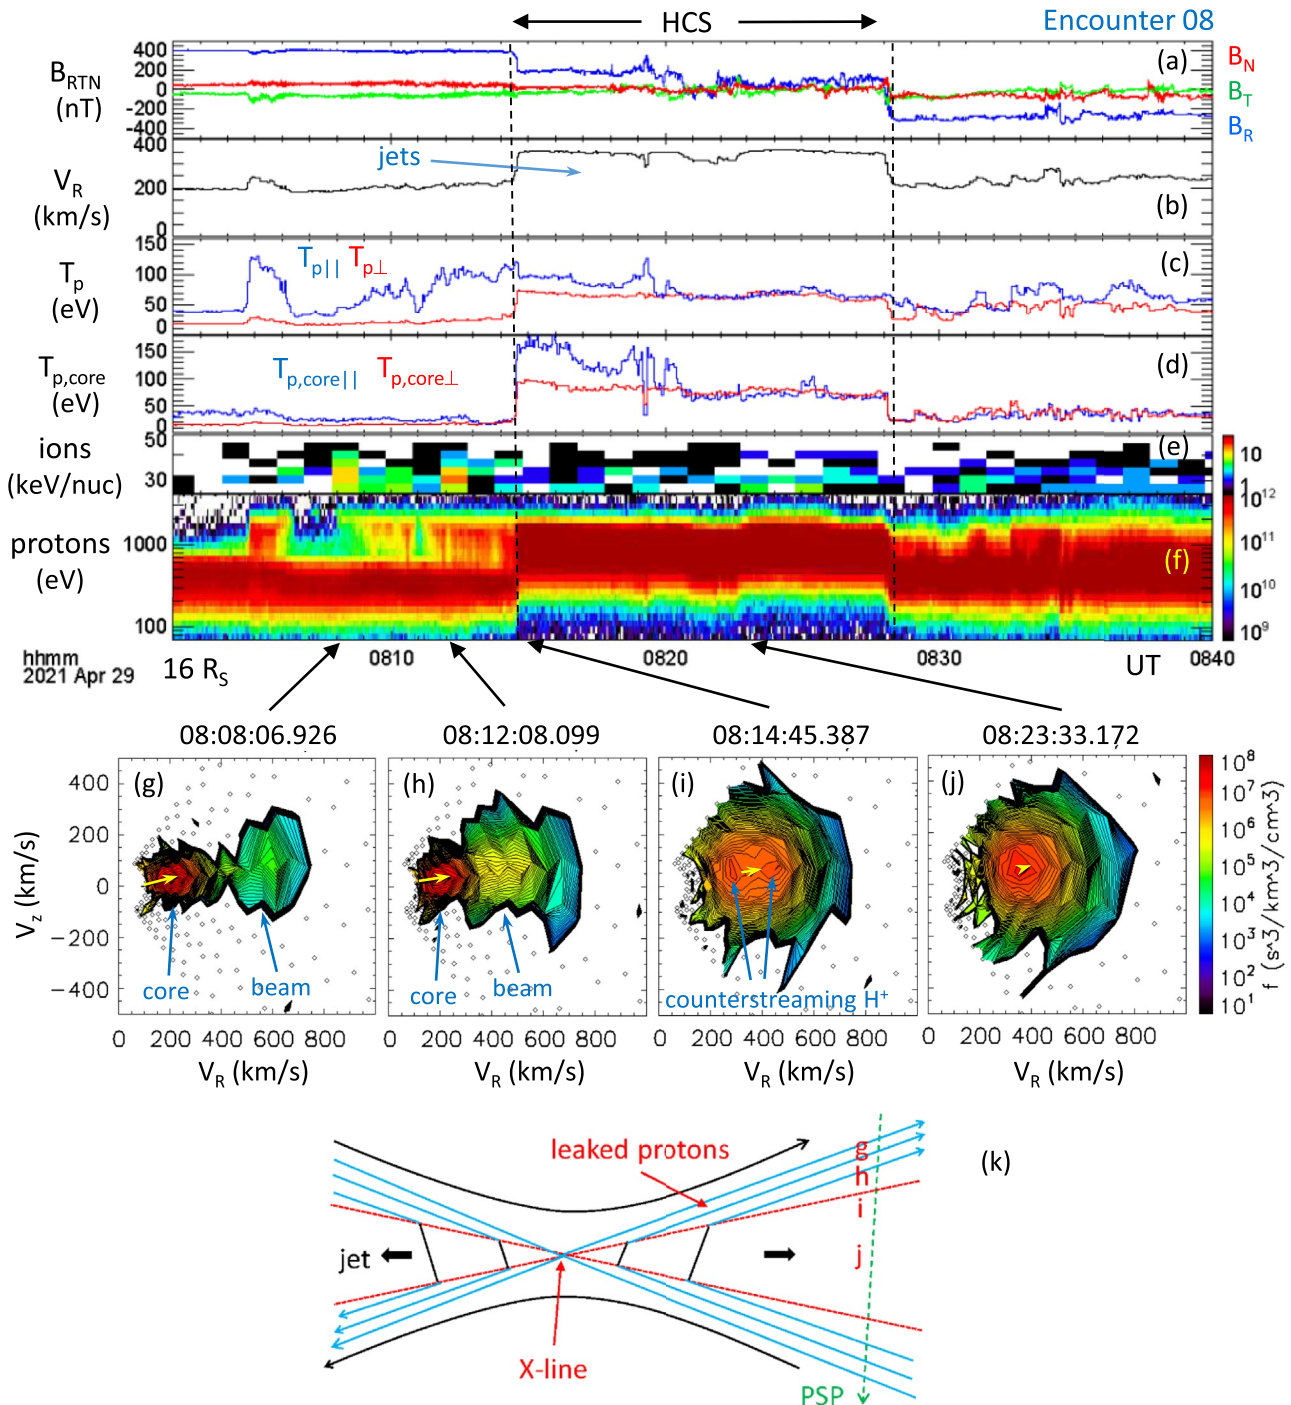 HCS
Encounter 08
B_RTN
(nT)
400
200
0
-200
-400
(a)
B_N
B_T
B_R
V_R
(km/s)
400
200
0
jets
(b)
T_p
(eV)
150
100
50
0
T_p|| T_p⊥
(c)
T_p,core
(eV)
150
100
50
0
T_p,core|| T_p,core⊥
(d)
ions
(keV/nuc)
50
30
(e)
10
1
protons
(eV)
1000
100
(f)
10^12
10^11
10^10
10^9
hhmm
2021 Apr 29
16 R_S
0810
0820
0830
UT
0840
08:08:06.926
08:12:08.099
08:14:45.387
08:23:33.172
V_z (km/s)
400
200
0
−200
−400
(g)
core
beam
(h)
core
beam
(i)
counterstreaming H⁺
(j)
10^8
10^7
10^6
10^5
10^4
10^3
10^2
10^1
f (s^3/km^3/cm^3)
0 200 400 600 800
0 200 400 600 800
0 200 400 600 800
0 200 400 600 800
V_R (km/s)
V_R (km/s)
V_R (km/s)
V_R (km/s)
leaked protons
g
h
i
j
(k)
jet
X-line
PSP